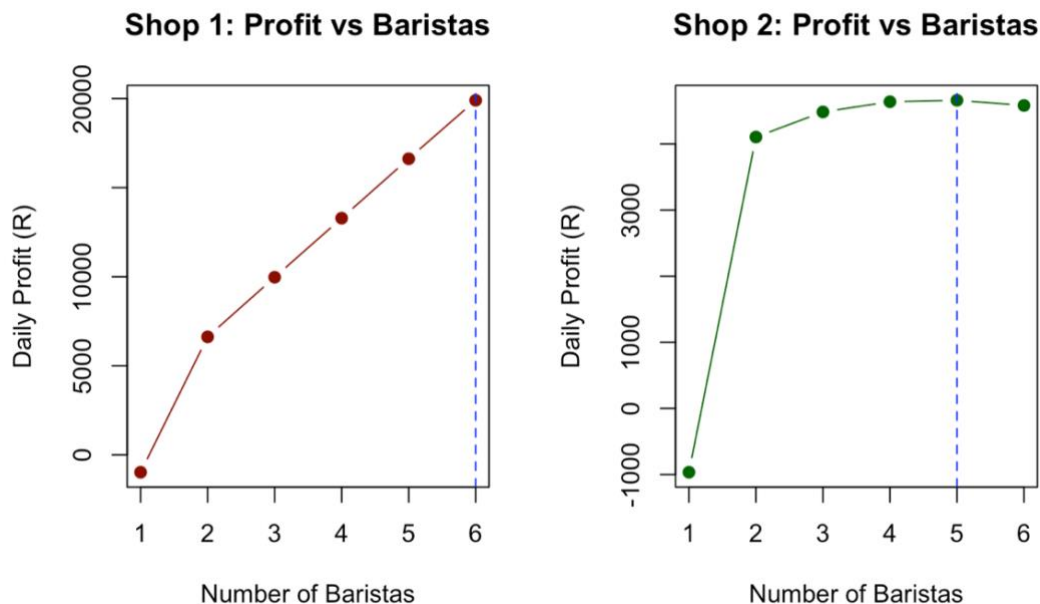 Shop 1: Profit vs Baristas
Daily Profit (R)
20000
10000
5000
0
1 2 3 4 5 6
Number of Baristas
Shop 2: Profit vs Baristas
Daily Profit (R)
3000
1000
0
-1000
1 2 3 4 5 6
Number of Baristas